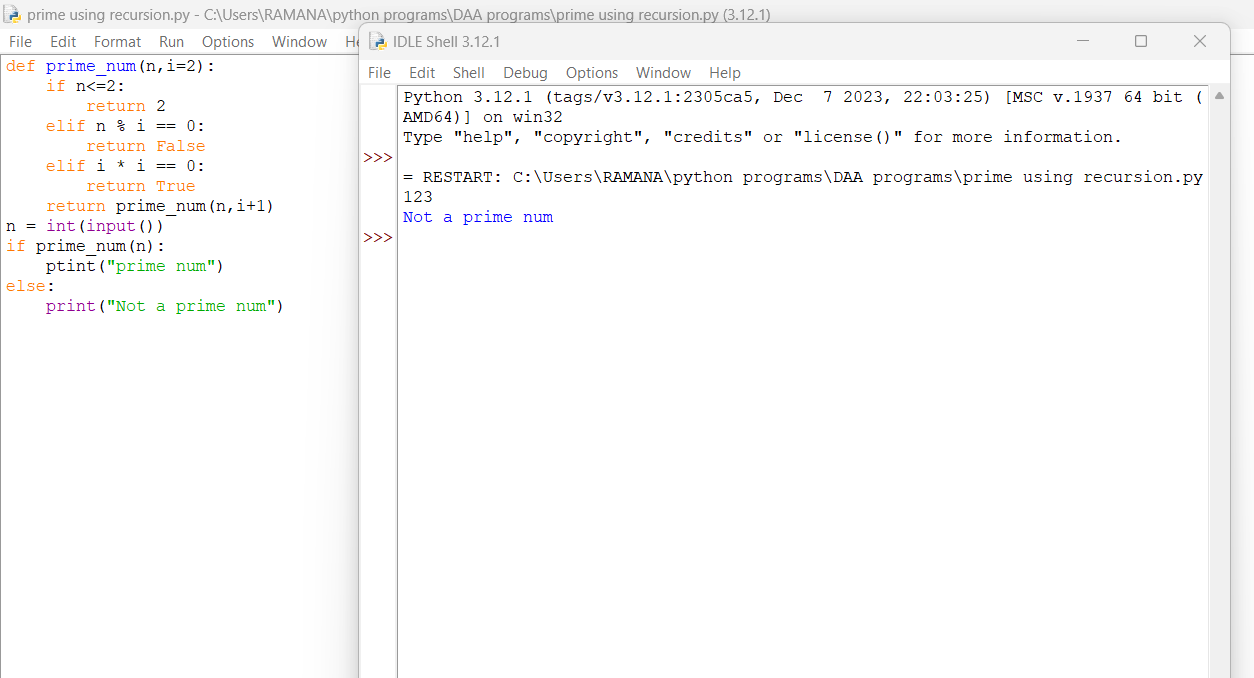 prime using recursion.py - C:\Users\RAMANA\python programs\DAA programs\prime using recursion.py (3.12.1)
File Edit Format Run Options Window He
def prime_num(n,i=2):
    if n<=2:
        return 2
    elif n % i == 0:
        return False
    elif i * i == 0:
        return True
    return prime_num(n,i+1)
n = int(input())
if prime_num(n):
    ptint("prime num")
else:
    print("Not a prime num")
IDLE Shell 3.12.1
File Edit Shell Debug Options Window Help
Python 3.12.1 (tags/v3.12.1:2305ca5, Dec  7 2023, 22:03:25) [MSC v.1937 64 bit (
AMD64)] on win32
Type "help", "copyright", "credits" or "license()" for more information.
>>>
= RESTART: C:\Users\RAMANA\python programs\DAA programs\prime using recursion.py
123
Not a prime num
>>>